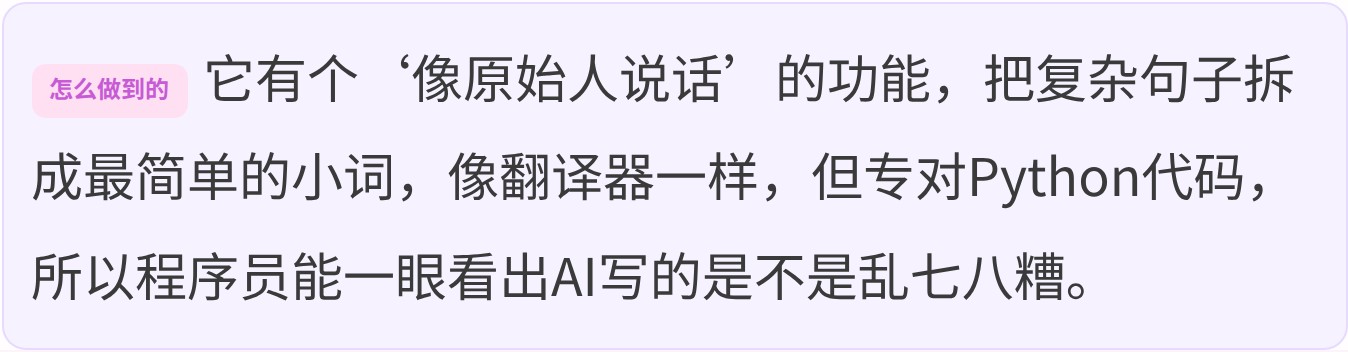 怎么做到的 它有个‘像原始人说话’的功能，把复杂句子拆
成最简单的小词，像翻译器一样，但专对Python代码，
所以程序员能一眼看出AI写的是不是乱七八糟。